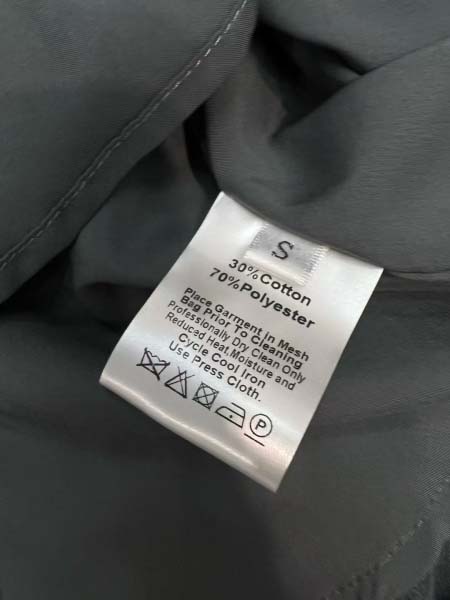 S
30%Cotton
70%Polyester
Place Garment in Mesh
Bag Prior To Cleaning
Professionally Dry Clean Only
Reduced Heat,Moisture and
Cycle Cool Iron
Use Press Cloth.
P